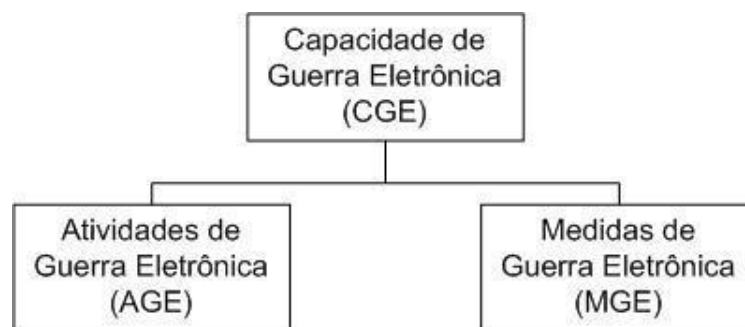 Capacidade de
Guerra Eletrônica
(CGE)
Atividades de
Guerra Eletrônica
(AGE)
Medidas de
Guerra Eletrônica
(MGE)